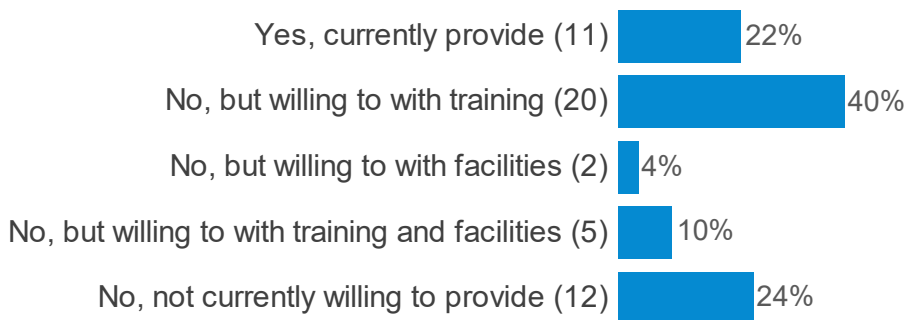 Yes, currently provide (11) 22%
No, but willing to with training (20) 40%
No, but willing to with facilities (2) 4%
No, but willing to with training and facilities (5) 10%
No, not currently willing to provide (12) 24%